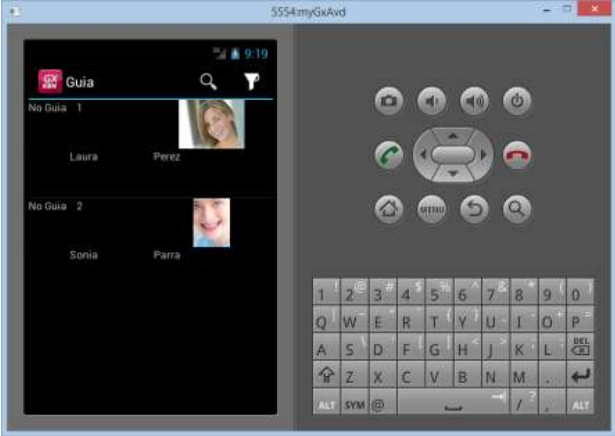 5554:myGxAvd
9:19
GX
Guia
No Guia 1
Laura Perez
No Guia 2
Sonia Parra
MENU
1 ! 2 @ 3 # 4 $ 5 % 6 ^ 7 & 8 * 9 ( 0 )
Q W E R T Y U I O P
A S D F G H J K L DEL
Z X C V B N M .
ALT SYM @ / ? , ALT